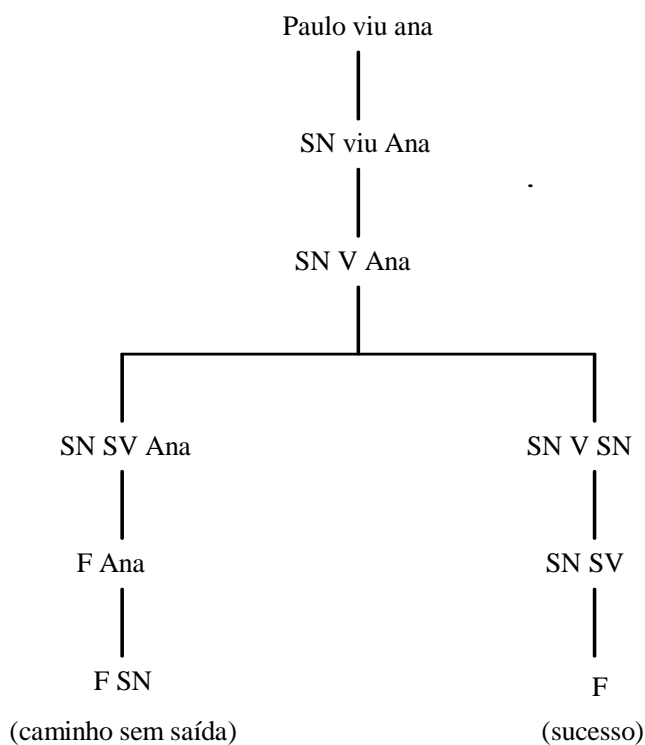 Paulo viu ana
SN viu Ana
SN V Ana
SN SV Ana
SN V SN
F Ana
SN SV
F SN
F
(caminho sem saída)
(sucesso)